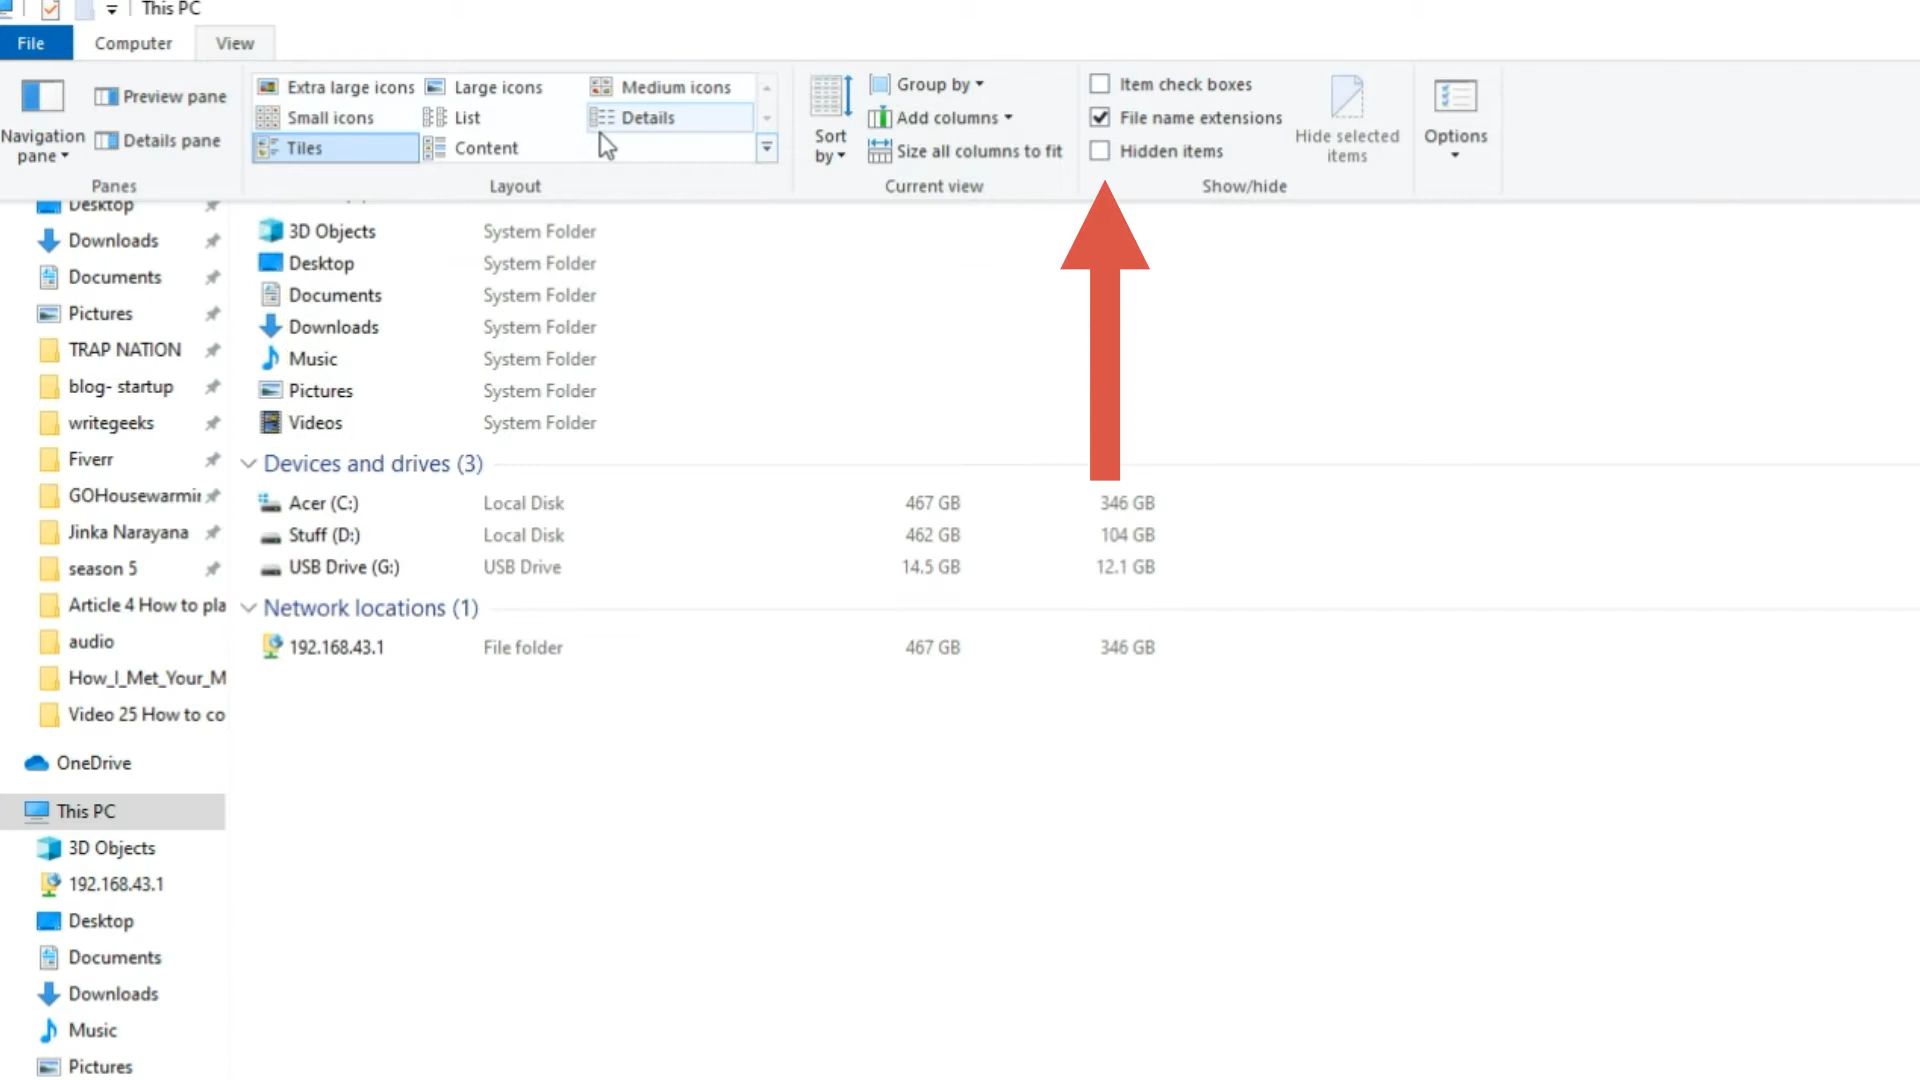 This PC
File
Computer
View
Navigation
pane
Preview pane
Details pane
Panes
Extra large icons
Large icons
Medium icons
Small icons
List
Details
Tiles
Content
Layout
Sort
by
Group by
Add columns
Size all columns to fit
Current view
Item check boxes
File name extensions
Hidden items
Hide selected
items
Show/hide
Options
Desktop
Downloads
Documents
Pictures
TRAP NATION
blog- startup
writegeeks
Fiverr
GOHousewarmin
Jinka Narayana
season 5
Article 4 How to pla
audio
How_I_Met_Your_M
Video 25 How to co
OneDrive
This PC
3D Objects
192.168.43.1
Desktop
Documents
Downloads
Music
Pictures
3D Objects System Folder
Desktop System Folder
Documents System Folder
Downloads System Folder
Music System Folder
Pictures System Folder
Videos System Folder
Devices and drives (3)
Acer (C:) Local Disk 467 GB 346 GB
Stuff (D:) Local Disk 462 GB 104 GB
USB Drive (G:) USB Drive 14.5 GB 12.1 GB
Network locations (1)
192.168.43.1 File folder 467 GB 346 GB